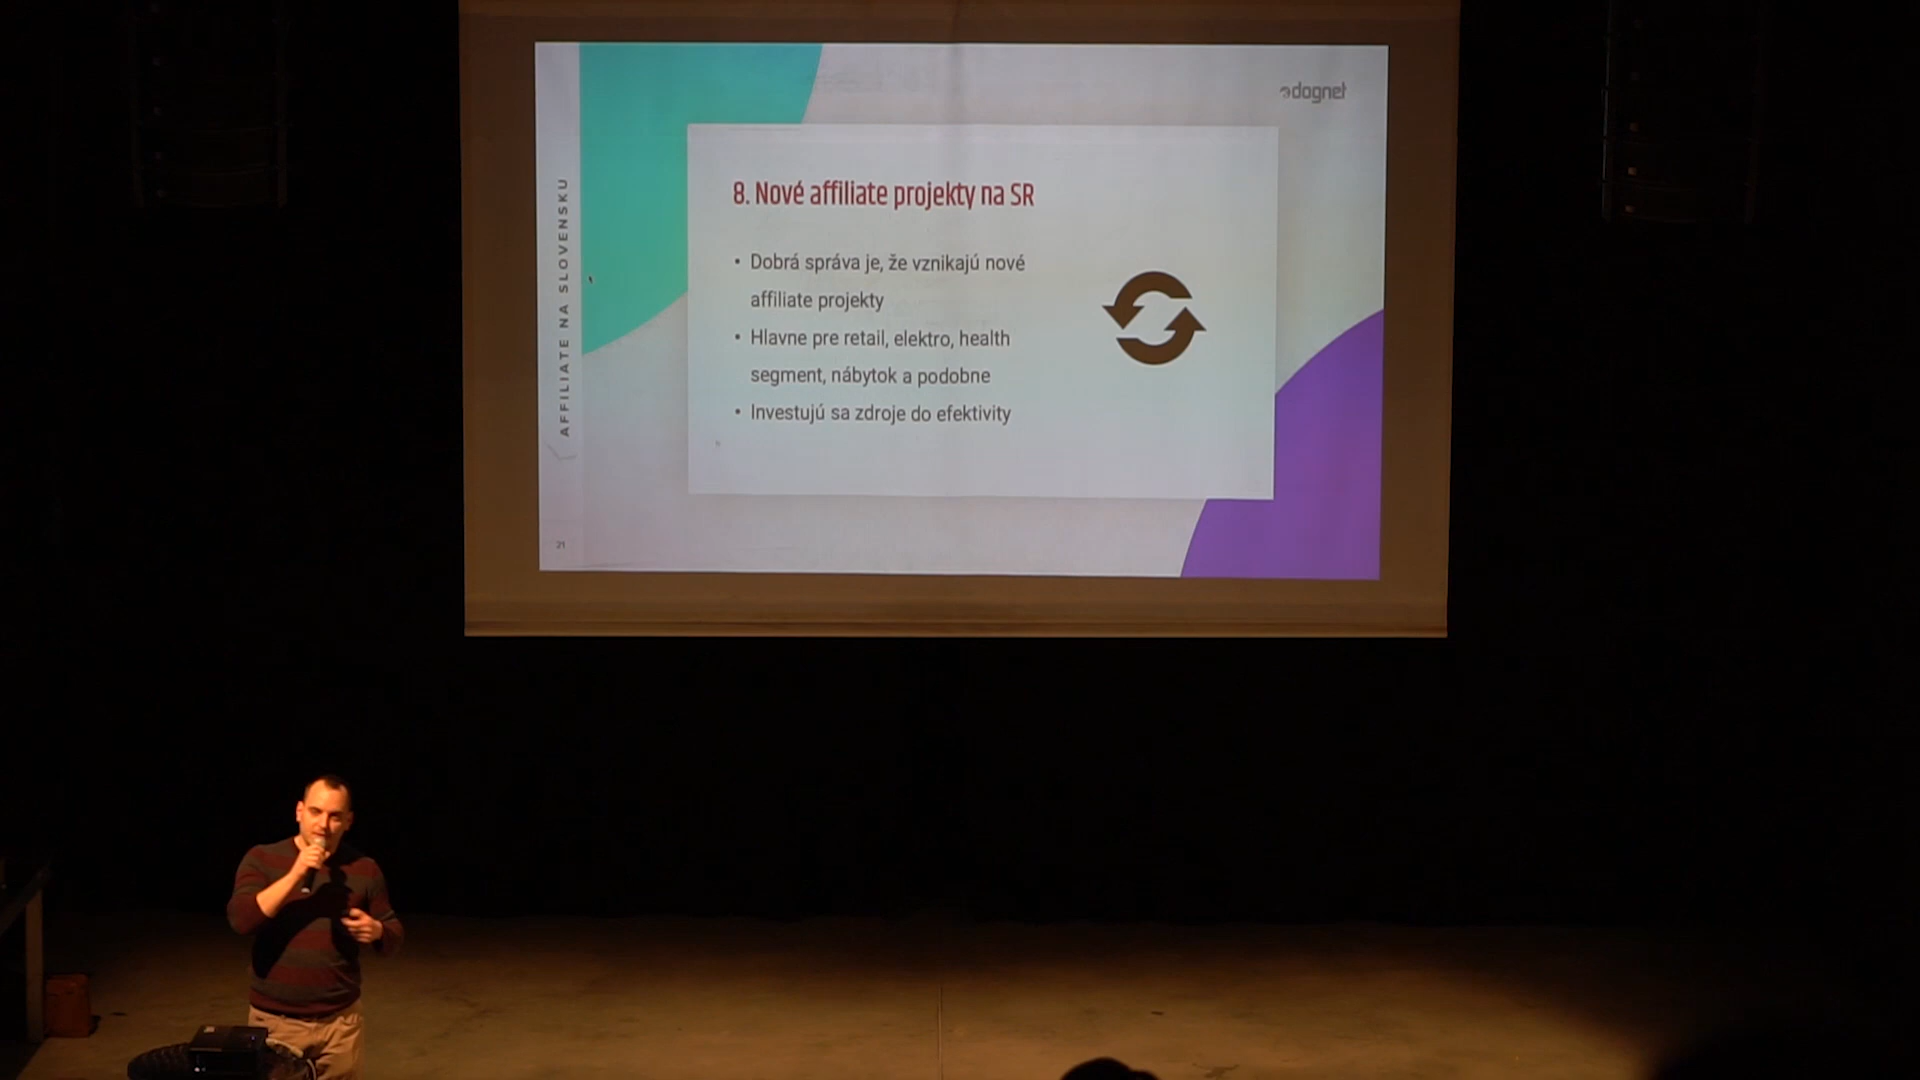 dognet
AFFILIATE NA SLOVENSKU
8. Nové affiliate projekty na SR
• Dobrá správa je, že vznikajú nové
affiliate projekty
• Hlavne pre retail, elektro, health
segment, nábytok a podobne
• Investujú sa zdroje do efektivity
21